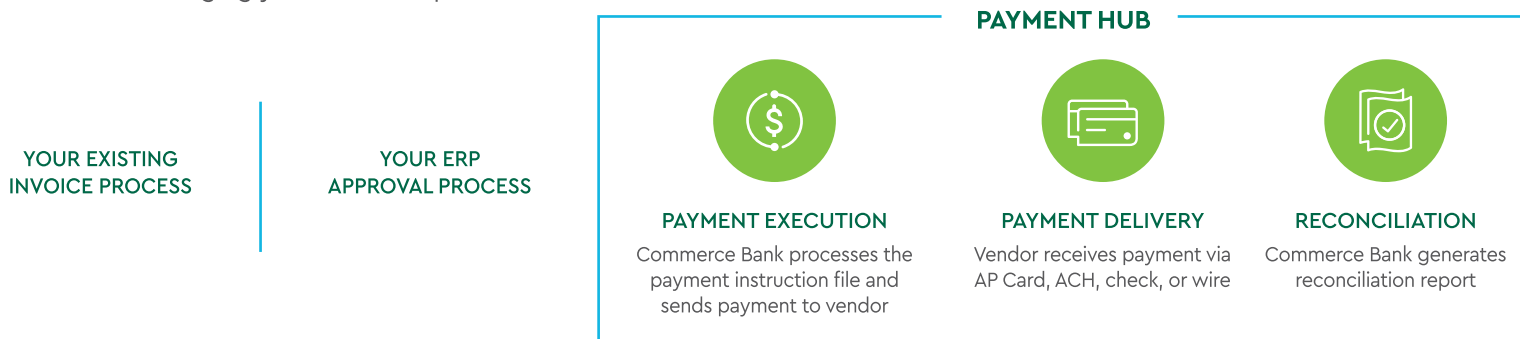 PAYMENT HUB
YOUR EXISTING
INVOICE PROCESS
YOUR ERP
APPROVAL PROCESS
$
PAYMENT EXECUTION
Commerce Bank processes the
payment instruction file and
sends payment to vendor
PAYMENT DELIVERY
Vendor receives payment via
AP Card, ACH, check, or wire
RECONCILIATION
Commerce Bank generates
reconciliation report